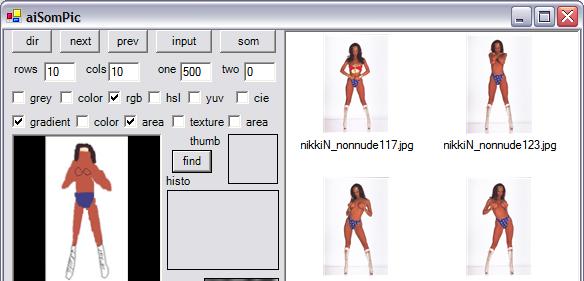 aiSomPic
dir next prev input som
rows 10 cols 10 one 500 two 0
grey color rgb hsl yuv cie
gradient color area texture area
thumb
find
histo
nikkiN_nonnude117.jpg nikkiN_nonnude123.jpg